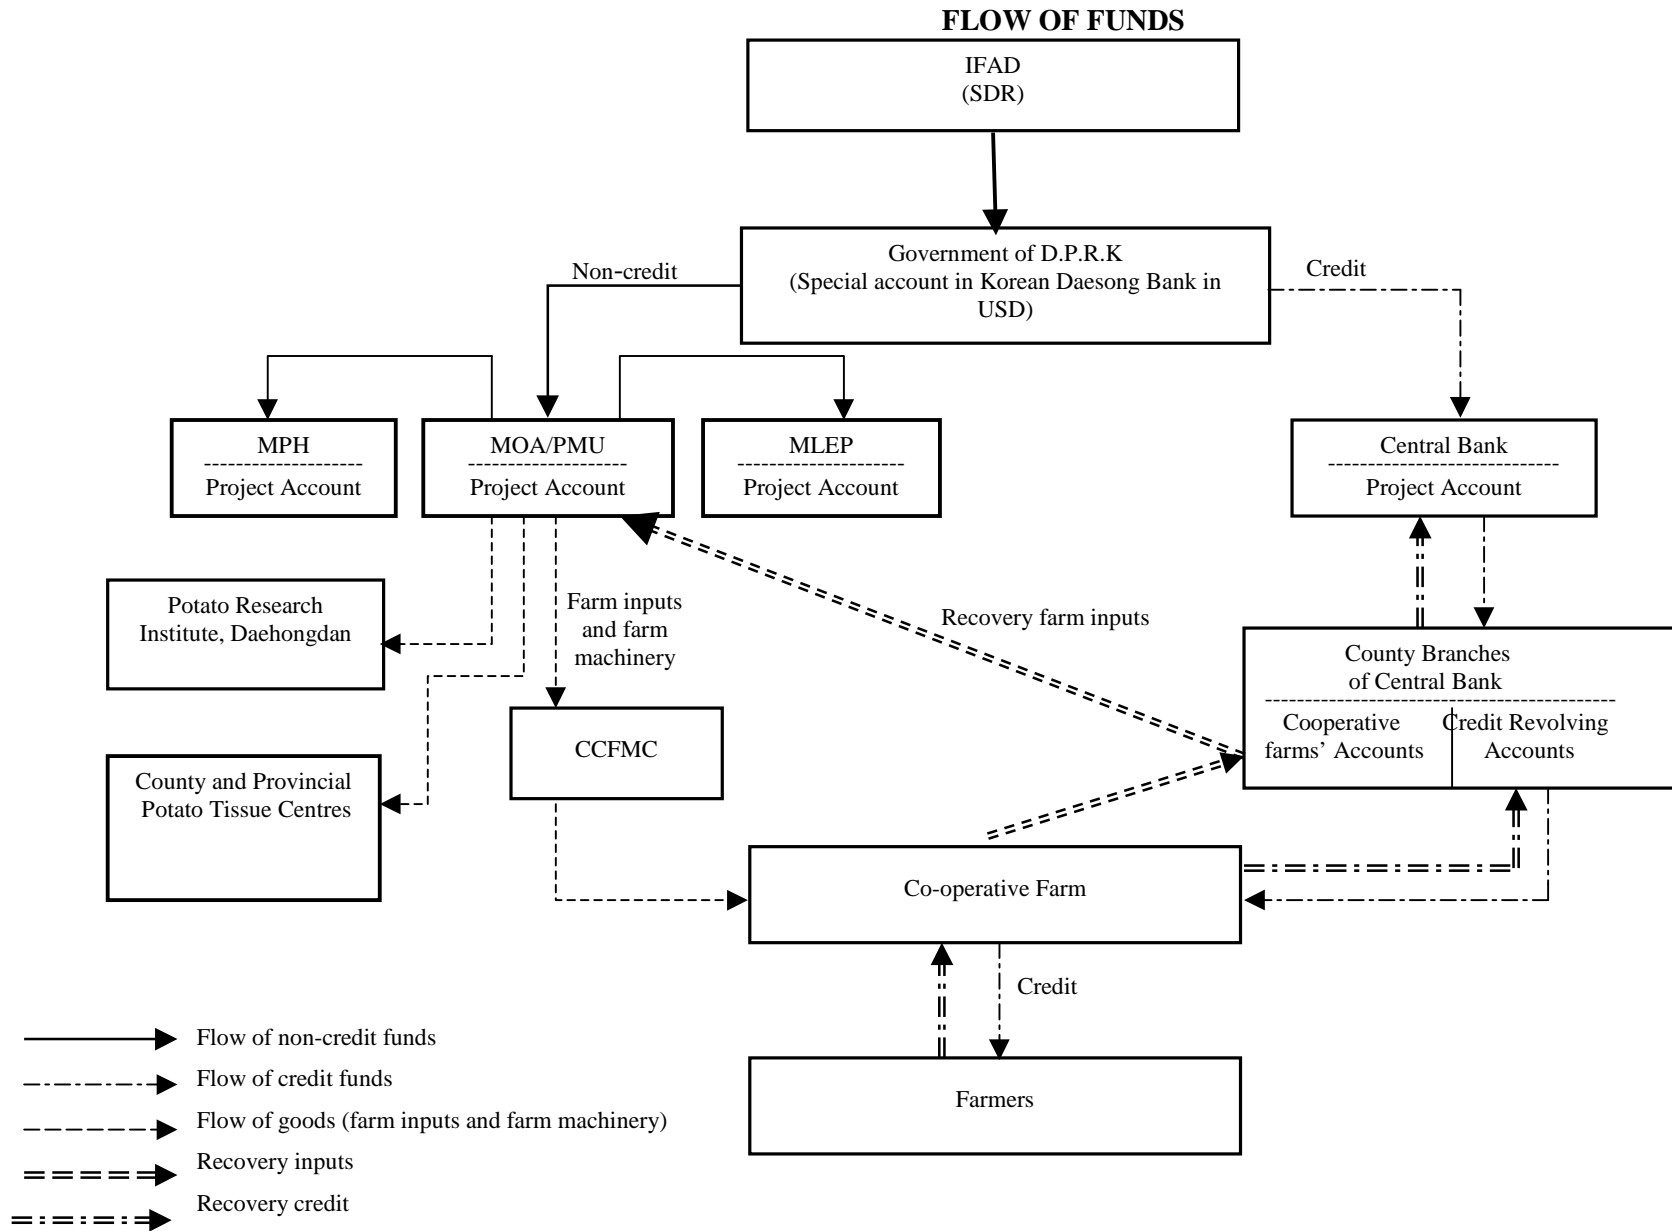 FLOW OF FUNDS
IFAD
(SDR)
Government of D.P.R.K
(Special account in Korean Daesong Bank in
USD)
Non-credit
Credit
MPH
Project Account
MOA/PMU
Project Account
MLEP
Project Account
Central Bank
Project Account
Potato Research
Institute, Daehongdan
Farm inputs
and farm
machinery
Recovery farm inputs
County Branches
of Central Bank
Cooperative
farms’ Accounts
Credit Revolving
Accounts
CCFMC
County and Provincial
Potato Tissue Centres
Co-operative Farm
Credit
Farmers
Flow of non-credit funds
Flow of credit funds
Flow of goods (farm inputs and farm machinery)
Recovery inputs
Recovery credit